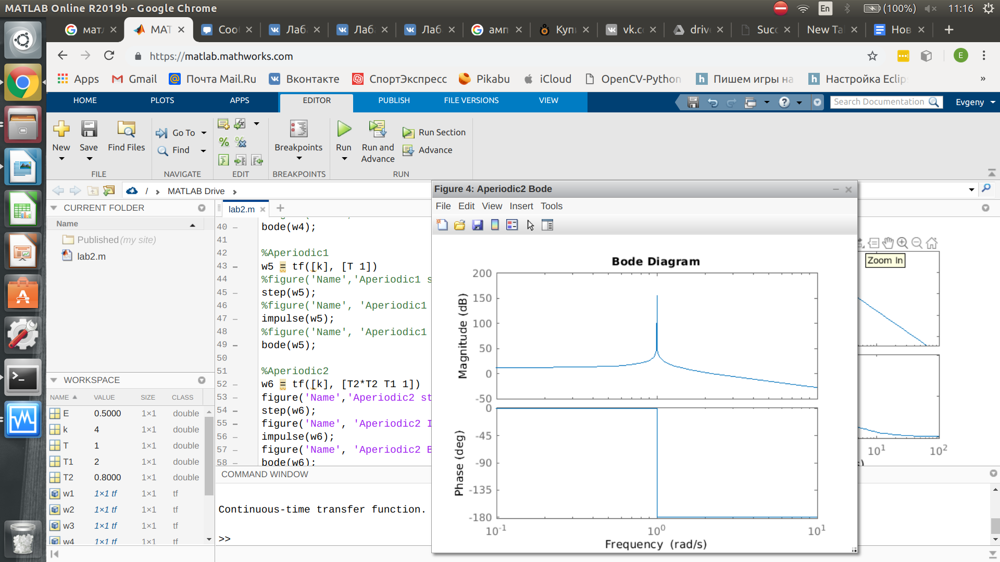 MATLAB Online R2019b - Google Chrome
En (100%) 11:16
мат MAT Coo Лаб Лаб Лаб амп Купи vk.c drive Succ New Ta Нов
https://matlab.mathworks.com E
Apps Gmail Почта Mail.Ru Вконтакте СпортЭкспресс Pikabu iCloud OpenCV-Python Пишем игры на Настройка Eclip »
HOME PLOTS APPS EDITOR PUBLISH FILE VERSIONS VIEW Search Documentation Evgeny
New Save Find Files Go To Find Breakpoints Run Run and Advance Run Section Advance
FILE NAVIGATE EDIT BREAKPOINTS RUN
/ MATLAB Drive
CURRENT FOLDER
Name
Published (my site)
lab2.m
lab2.m
40 bode(w4);
41
42 %Aperiodic1
43 w5 = tf([k], [T 1])
44 %figure('Name','Aperiodic1 s
45 step(w5);
46 %figure('Name', 'Aperiodic1
47 impulse(w5);
48 %figure('Name', 'Aperiodic1
49 bode(w5);
50
51 %Aperiodic2
52 w6 = tf([k], [T2*T2 T1 1])
53 figure('Name','Aperiodic2 st
54 step(w6);
55 figure('Name', 'Aperiodic2 I
56 impulse(w6);
57 figure('Name', 'Aperiodic2 B
58 bode(w6);
WORKSPACE
NAME VALUE SIZE CLASS
E 0.5000 1×1 double
k 4 1×1 double
T 1 1×1 double
T1 2 1×1 double
T2 0.8000 1×1 double
w1 1×1 tf 1×1 tf
w2 1×1 tf 1×1 tf
w3 1×1 tf 1×1 tf
w4 1×1 tf 1×1 tf
COMMAND WINDOW
Continuous-time transfer function.
>>
Figure 4: Aperiodic2 Bode
File Edit View Insert Tools
Bode Diagram
Magnitude (dB)
200
150
100
50
0
-50
Phase (deg)
0
-45
-90
-135
-180
10^-1 10^0 10^1
Frequency (rad/s)
Zoom In
10^1 10^2